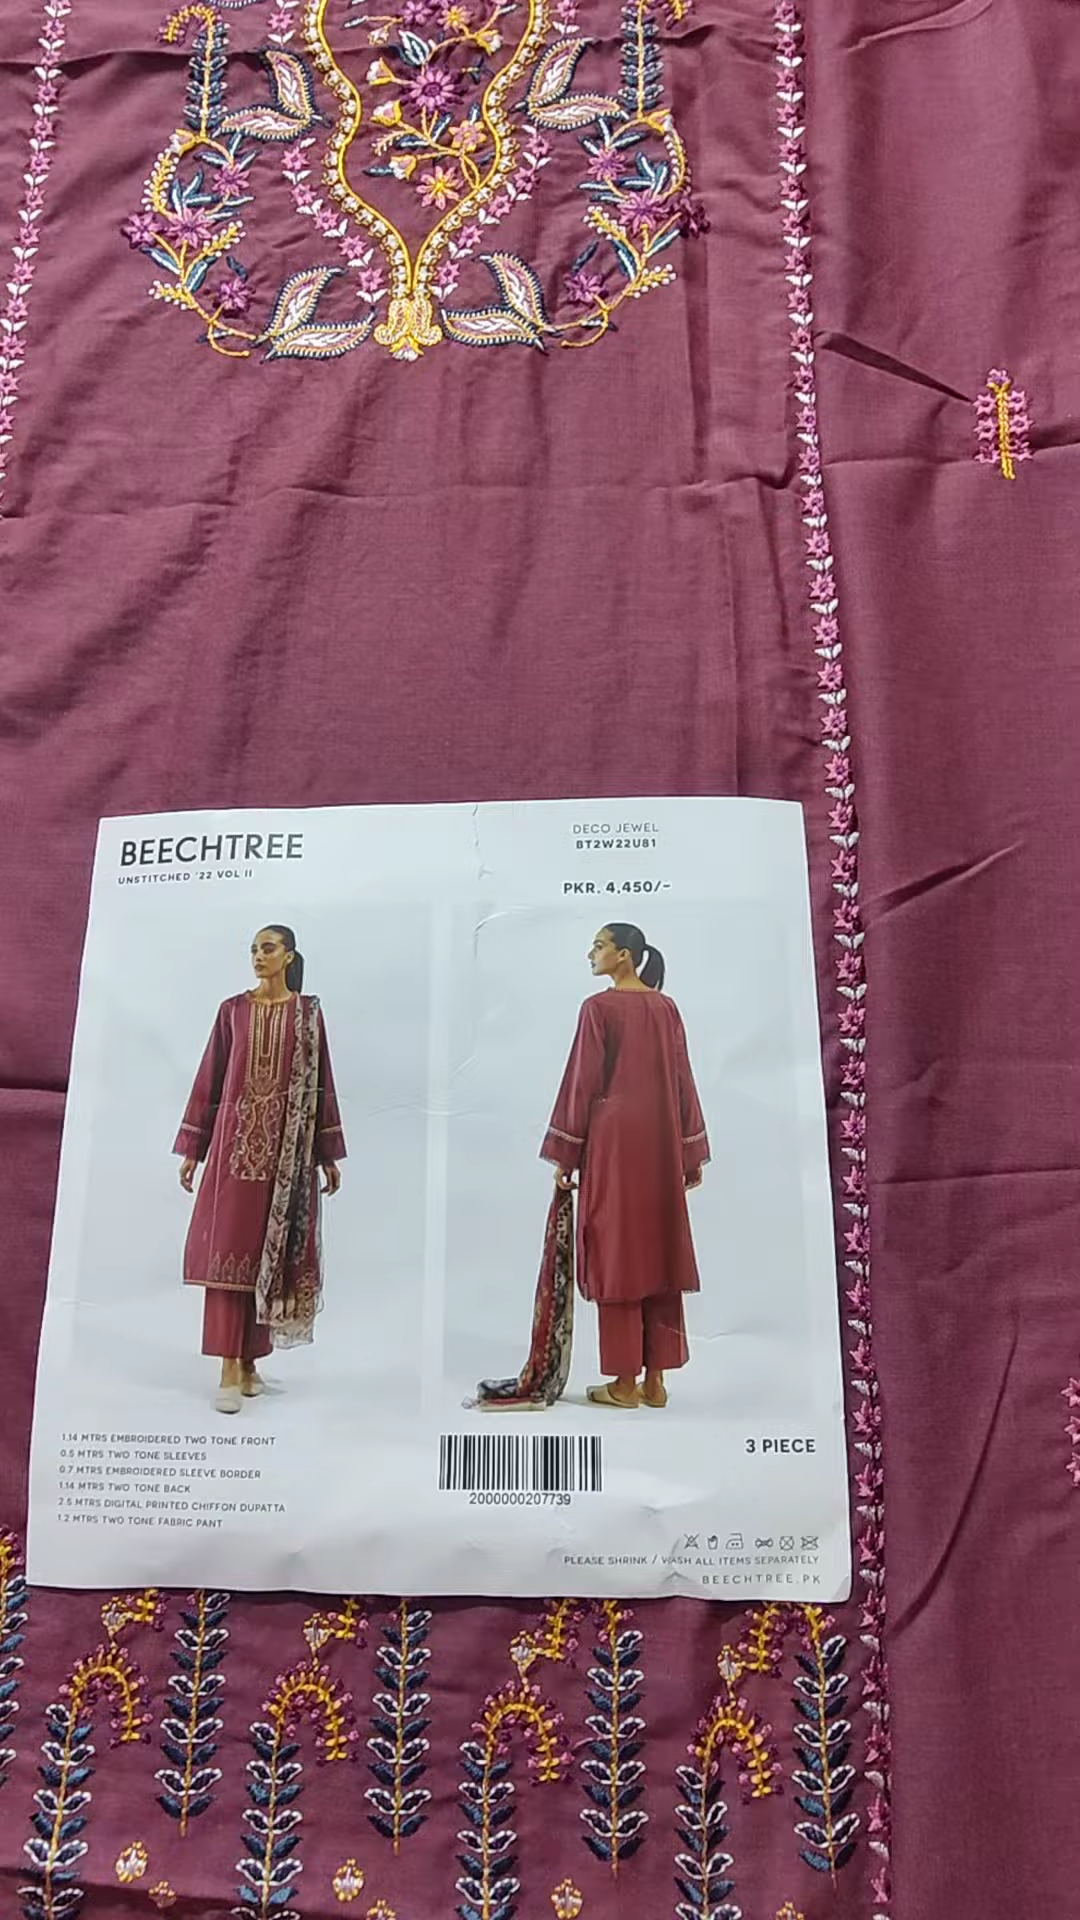 BEECHTREE
UNSTITCHED '22 VOL II
DECO JEWEL
BT2W22U81
PKR. 4,450/-
1.14 MTRS EMBROIDERED TWO TONE FRONT
0.5 MTRS TWO TONE SLEEVES
0.7 MTRS EMBROIDERED SLEEVE BORDER
1.14 MTRS TWO TONE BACK
2.5 MTRS DIGITAL PRINTED CHIFFON DUPATTA
1.2 MTRS TWO TONE FABRIC PANT
2000000207739
3 PIECE
PLEASE SHRINK / WASH ALL ITEMS SEPARATELY
BEECHTREE.PK